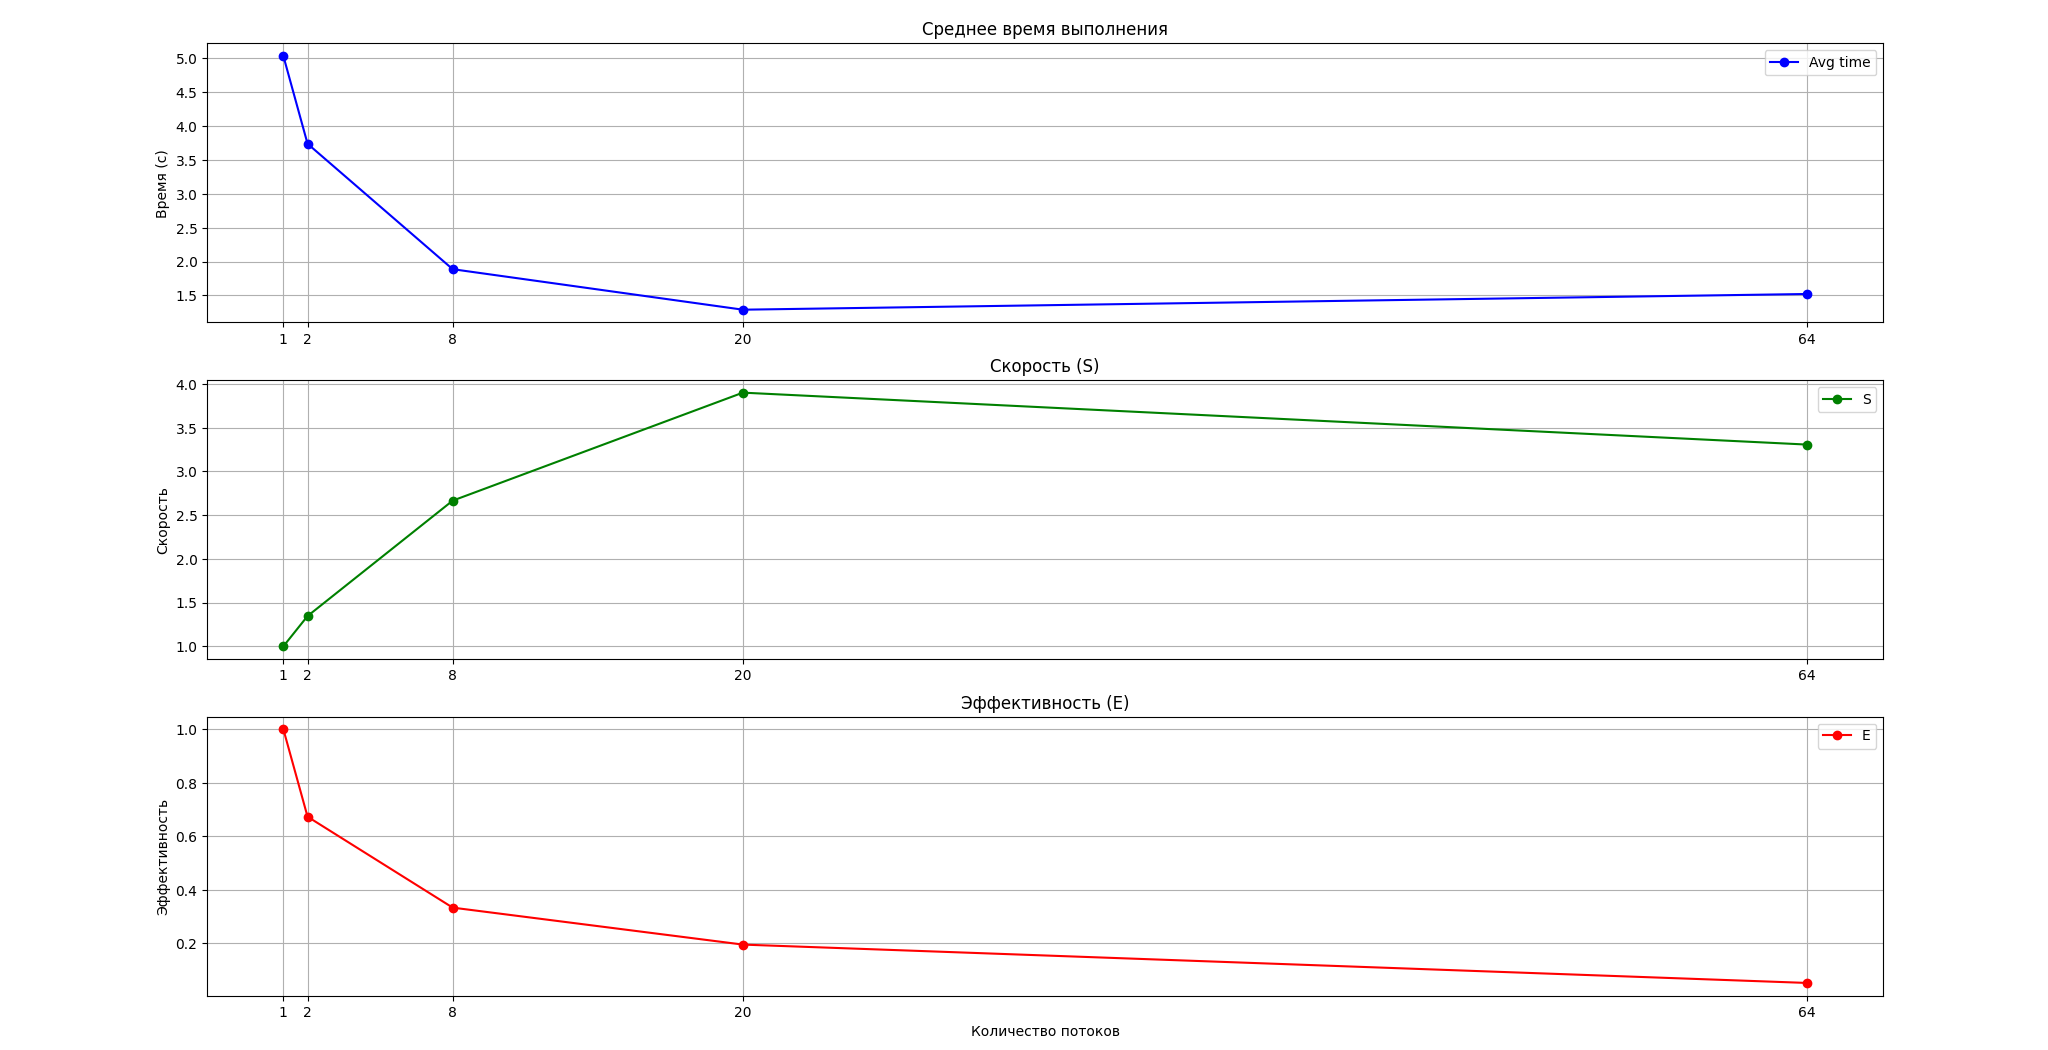 Среднее время выполнения
Avg time
Время (с)
5.0
4.5
4.0
3.5
3.0
2.5
2.0
1.5
1 2 8 20 64
Скорость (S)
S
Скорость
4.0
3.5
3.0
2.5
2.0
1.5
1.0
1 2 8 20 64
Эффективность (E)
E
Эффективность
1.0
0.8
0.6
0.4
0.2
1 2 8 20 64
Количество потоков